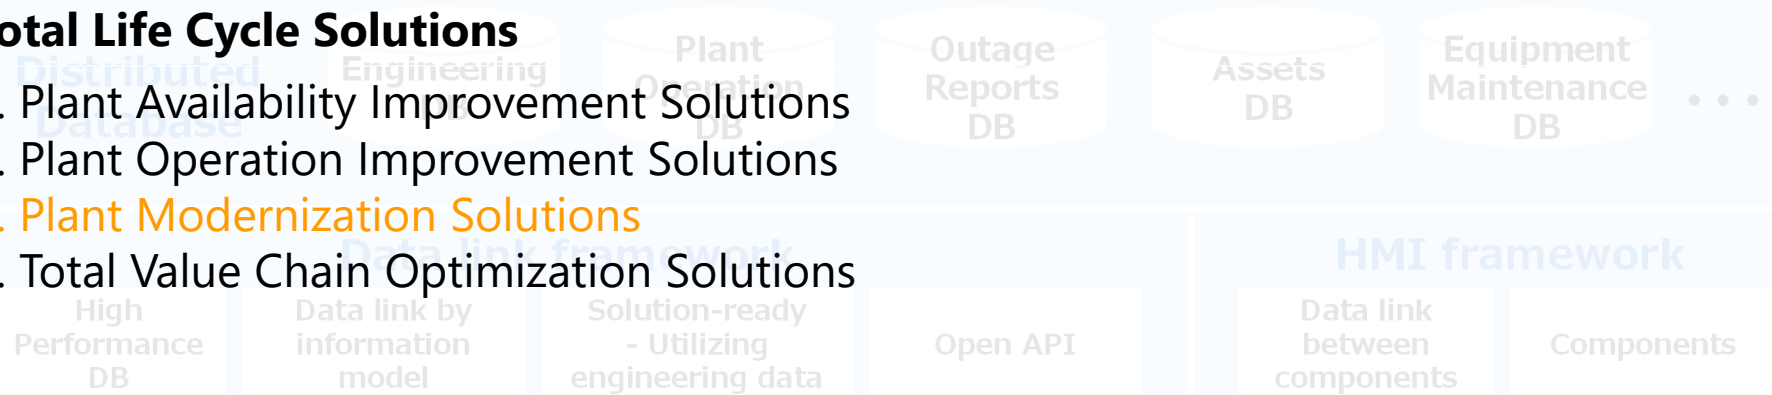 otal Life Cycle Solutions
. Plant Availability Improvement Solutions
. Plant Operation Improvement Solutions
. Plant Modernization Solutions
. Total Value Chain Optimization Solutions
Distributed
Database
Engineering
DB
Plant
Operation
DB
Outage
Reports
DB
Assets
DB
Equipment
Maintenance
DB
...
Data link framework
HMI framework
High
Performance
DB
Data link by
information
model
Solution-ready
- Utilizing
engineering data
Open API
Data link
between
components
Components